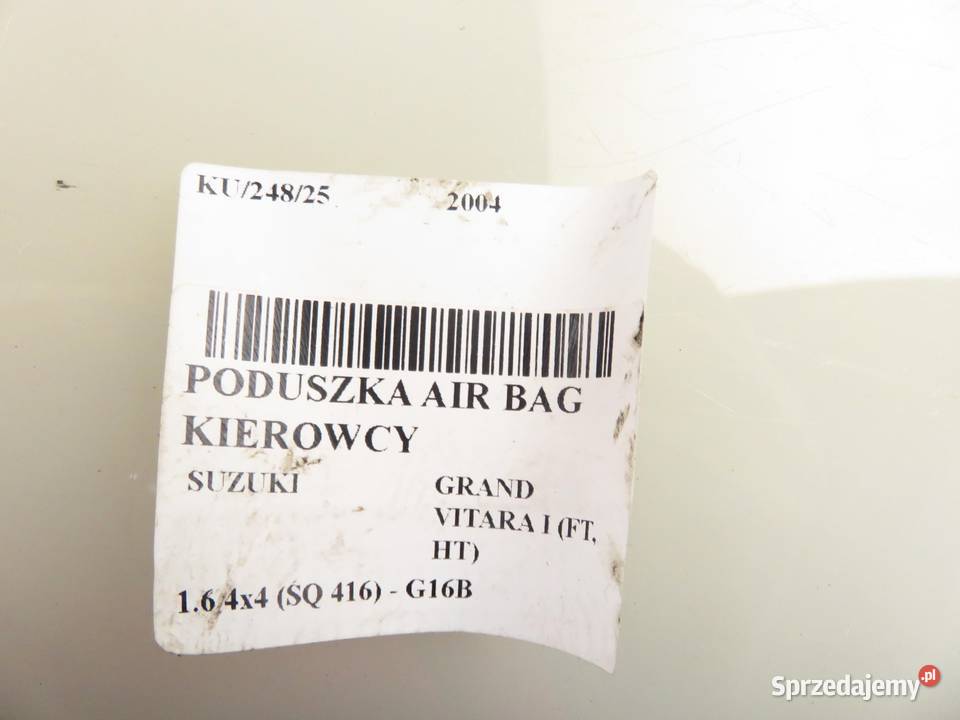 KU/248/25 2004
PODUSZKA AIR BAG
KIEROWCY
SUZUKI GRAND
VITARA I (FT,
HT)
1.6 4x4 (SQ 416) - G16B
Sprzedajemy.pl